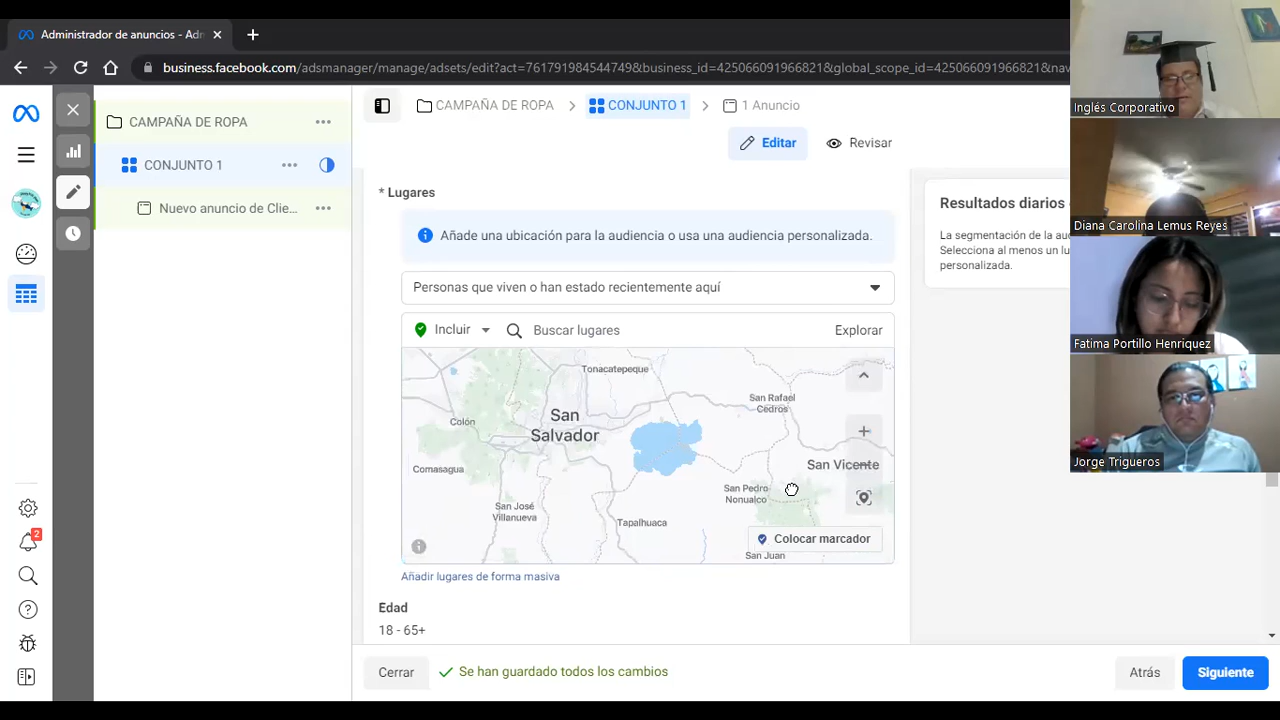 Administrador de anuncios - Adr
business.facebook.com/adsmanager/manage/assets/edit?act=761791984544749&business_id=425066091966821&global_scope_id=425066091966821&nav
CAMPAÑA DE ROPA
CONJUNTO 1
Nuevo anuncio de Clie...
2
CAMPAÑA DE ROPA > CONJUNTO 1 > 1 Anuncio
Editar
Revisar
* Lugares
Añade una ubicación para la audiencia o usa una audiencia personalizada.
Personas que viven o han estado recientemente aquí
Incluir
Buscar lugares
Explorar
Tonacatepeque
San Rafael
Cedros
Colón
San
Salvador
Comasagua
San Vicente
San Pedro
Nonualco
San José
Villanueva
Tapalhuaca
San Juan
Colocar marcador
Añadir lugares de forma masiva
Edad
18 - 65+
Cerrar
Se han guardado todos los cambios
Atrás
Siguiente
Resultados diarios
La segmentación de la au
Selecciona al menos un lu
personalizada.
Inglés Corporativo
Diana Carolina Lemus Reyes
Fatima Portillo Henriquez
Jorge Trigueros